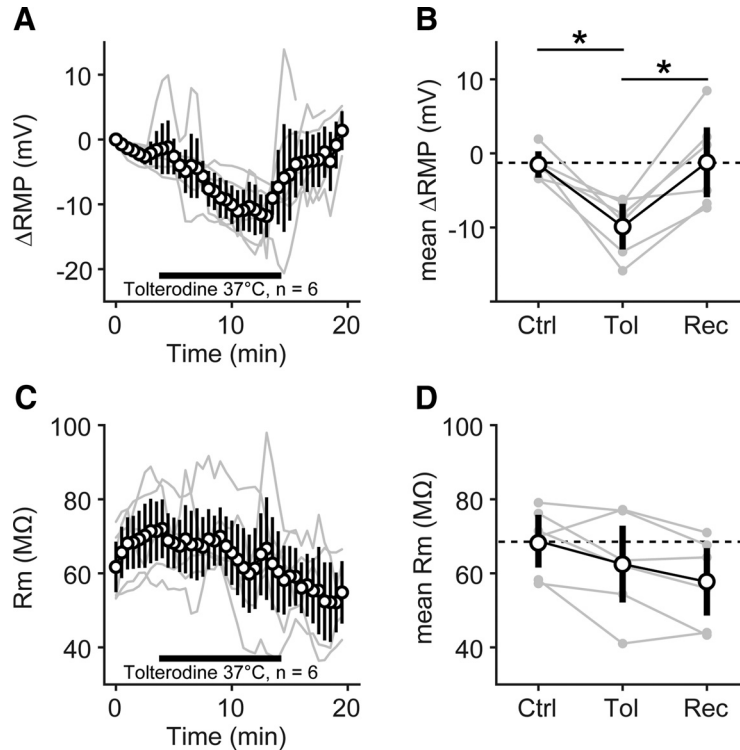 A
ΔRMP (mV)
10
0
-10
-20
Tolterodine 37°C, n = 6
0
10
20
Time (min)
B
mean ΔRMP (mV)
10
0
-10
*
*
Ctrl
Tol
Rec
C
Rm (MΩ)
100
80
60
40
Tolterodine 37°C, n = 6
0
10
20
Time (min)
D
mean Rm (MΩ)
100
80
60
40
Ctrl
Tol
Rec